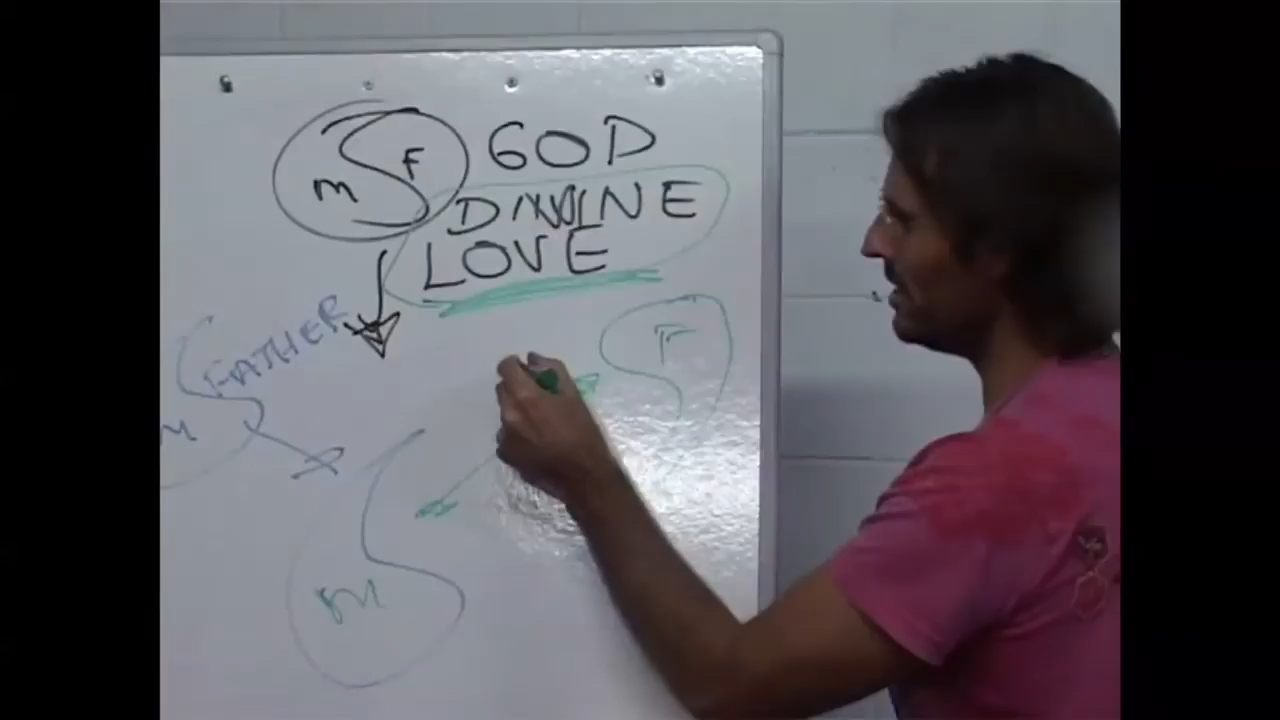 m F GOD
DIVINE
LOVE
FATHER
F
M
M